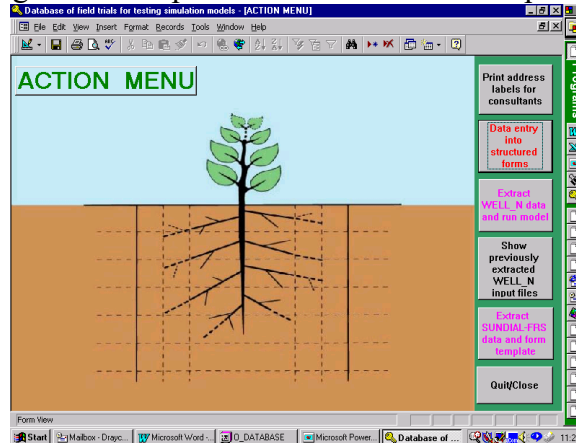 Database of field trials for testing simulation models - [ACTION MENU]
File Edit View Insert Format Records Tools Window Help
ACTION MENU
Print address
labels for
consultants
Data entry
into
structured
forms
Extract
WELL_N data
and run model
Show
previously
extracted
WELL_N
input files
Extract
SUNDIAL-FRS
data and form
template
Quit/Close
Form View
Start Mailbox - Drayc... Microsoft Word -... O_DATABASE Microsoft Power... Database of ...